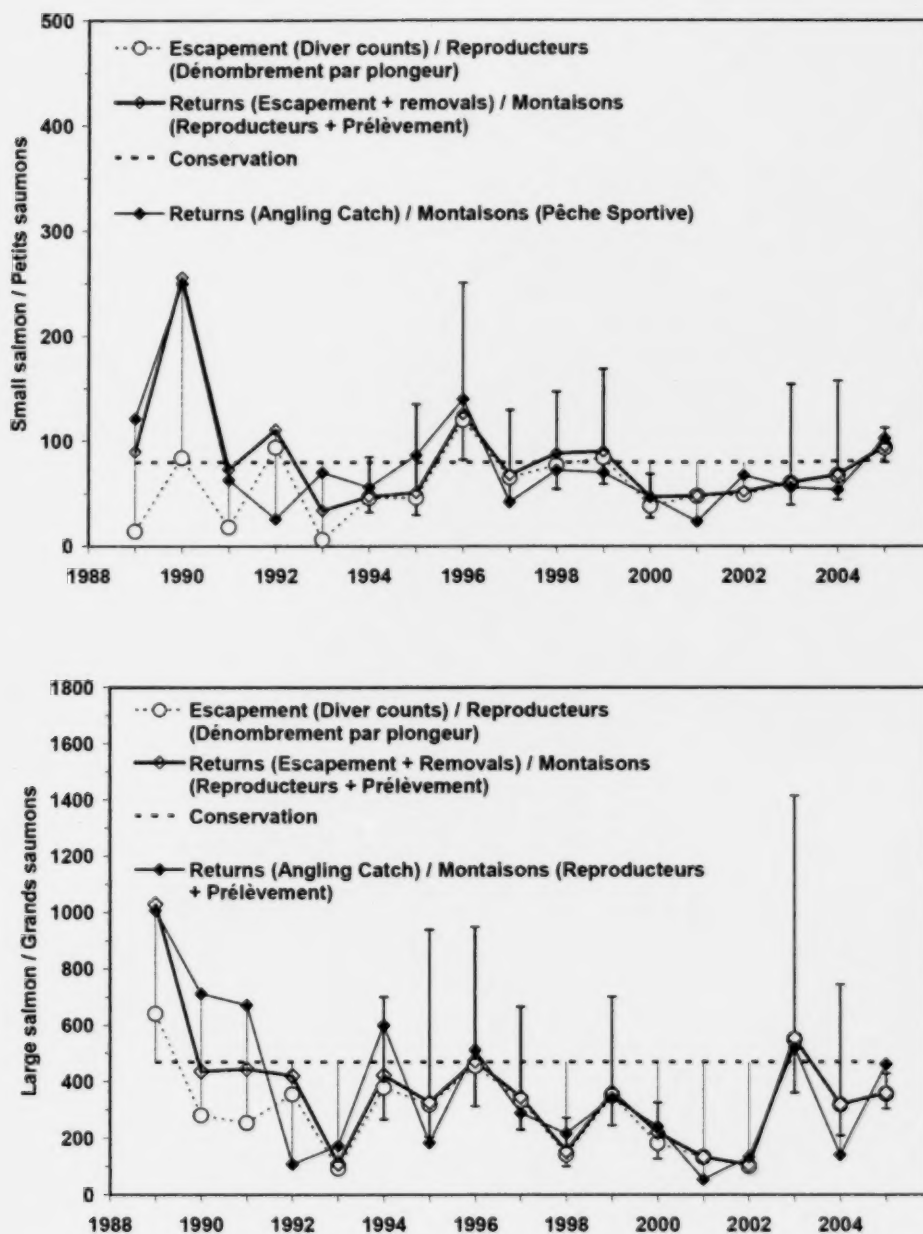 500
400
300
200
100
0
Small salmon / Petits saumons
Escapement (Diver counts) / Reproducteurs
(Dénombrement par plongeur)
Returns (Escapement + removals) / Montaisons
(Reproducteurs + Prélèvement)
Conservation
Returns (Angling Catch) / Montaisons (Pêche Sportive)
1988 1990 1992 1994 1996 1998 2000 2002 2004
1800
1600
1400
1200
1000
800
600
400
200
0
Large salmon / Grands saumons
Escapement (Diver counts) / Reproducteurs
(Dénombrement par plongeur)
Returns (Escapement + Removals) / Montaisons
(Reproducteurs + Prélèvement)
Conservation
Returns (Angling Catch) / Montaisons (Reproducteurs
+ Prélèvement)
1988 1990 1992 1994 1996 1998 2000 2002 2004